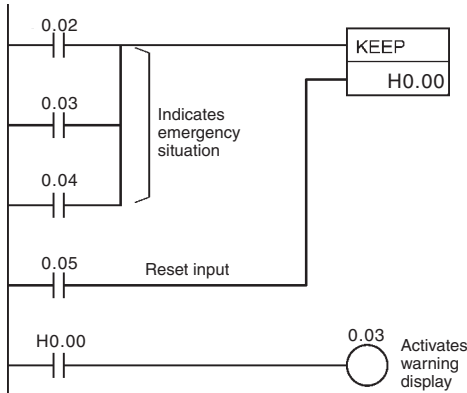 0.02
KEEP
H0.00
0.03
Indicates
emergency
situation
0.04
0.05
Reset input
H0.00
0.03
Activates
warning
display